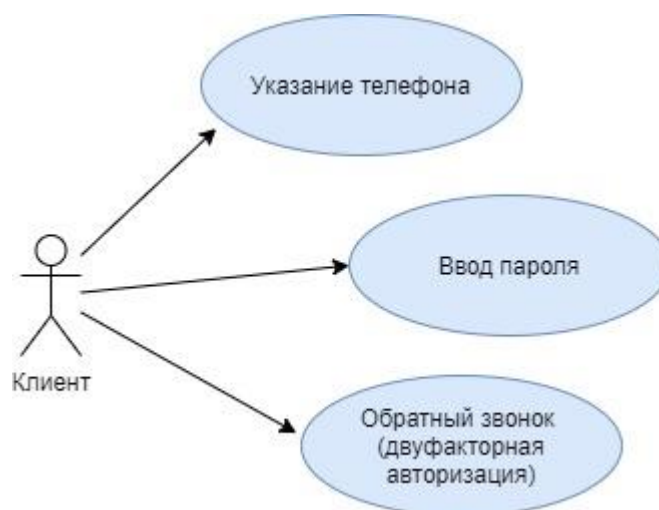 Указание телефона
Ввод пароля
Клиент
Обратный звонок
(двуфакторная
авторизация)